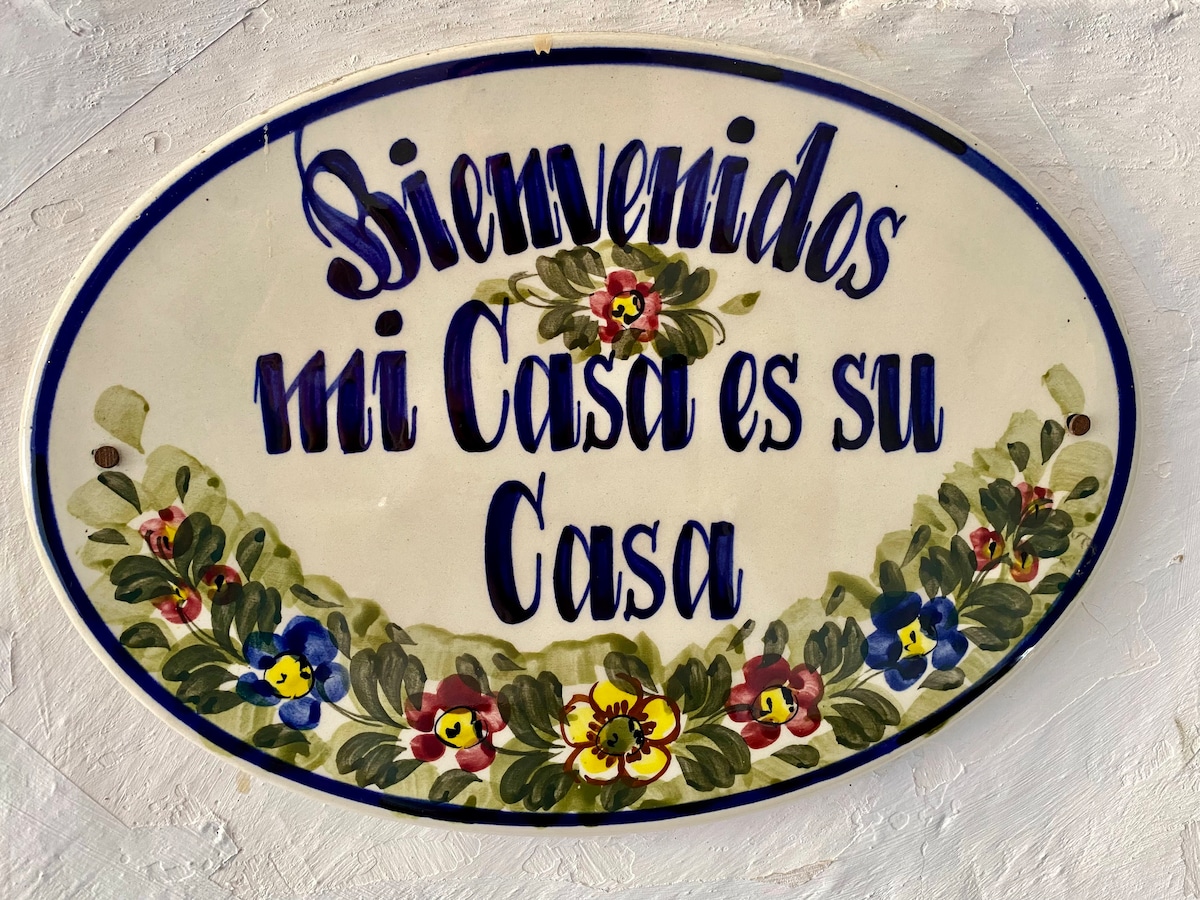 Bienvenidos
mi Casa es su
Casa